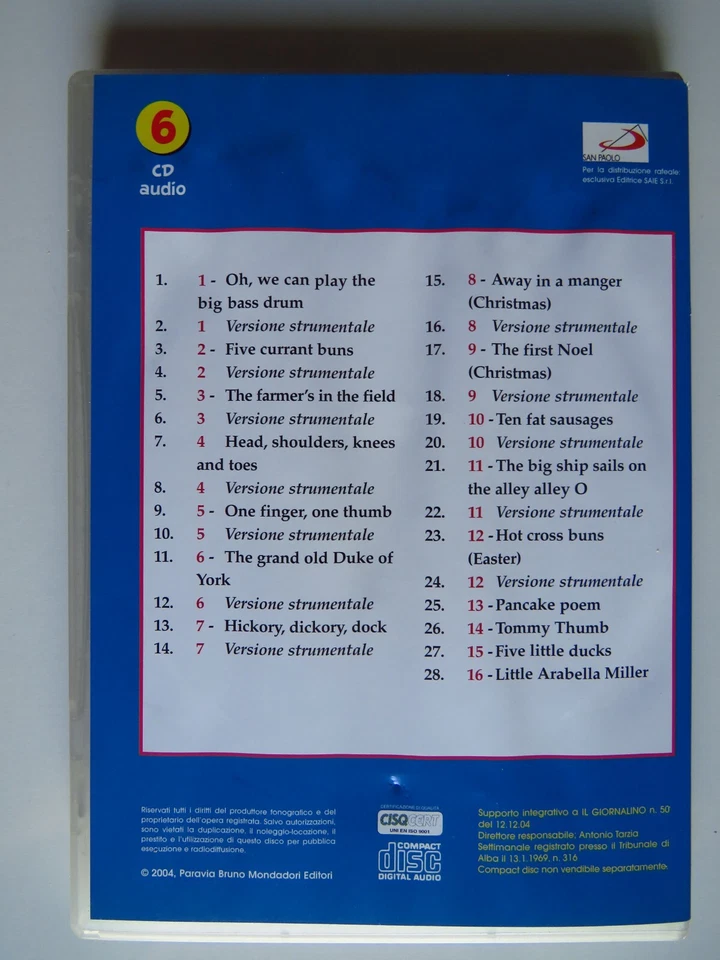 6
CD
audio
SAN PAOLO
Per la distribuzione rateale:
esclusiva Editrice SAIE S.r.l.
1. 1 - Oh, we can play the
big bass drum
2. 1 Versione strumentale
3. 2 - Five currant buns
4. 2 Versione strumentale
5. 3 - The farmer's in the field
6. 3 Versione strumentale
7. 4 Head, shoulders, knees
and toes
8. 4 Versione strumentale
9. 5 - One finger, one thumb
10. 5 Versione strumentale
11. 6 - The grand old Duke of
York
12. 6 Versione strumentale
13. 7 - Hickory, dickory, dock
14. 7 Versione strumentale
15. 8 - Away in a manger
(Christmas)
16. 8 Versione strumentale
17. 9 - The first Noel
(Christmas)
18. 9 Versione strumentale
19. 10 - Ten fat sausages
20. 10 Versione strumentale
21. 11 - The big ship sails on
the alley alley O
22. 11 Versione strumentale
23. 12 - Hot cross buns
(Easter)
24. 12 Versione strumentale
25. 13 - Pancake poem
26. 14 - Tommy Thumb
27. 15 - Five little ducks
28. 16 - Little Arabella Miller
Riservati tutti i diritti del produttore fonografico e del
proprietario dell'opera registrata. Salvo autorizzazioni,
sono vietati la duplicazione, il noleggio-locazione, il
prestito e l'utilizzazione di questo disco per pubblica
esecuzione e radiodiffusione.
© 2004, Paravia Bruno Mondadori Editori
CERTIFICAZIONE DI QUALITÀ
CISQCERT
UNI EN ISO 9001
COMPACT
disc
DIGITAL AUDIO
Supporto integrativo a IL GIORNALINO n. 50
del 12.12.04
Direttore responsabile: Antonio Tarzia
Settimanale registrato presso il Tribunale di
Alba il 13.1.1969, n. 316
Compact disc non vendibile separatamente.